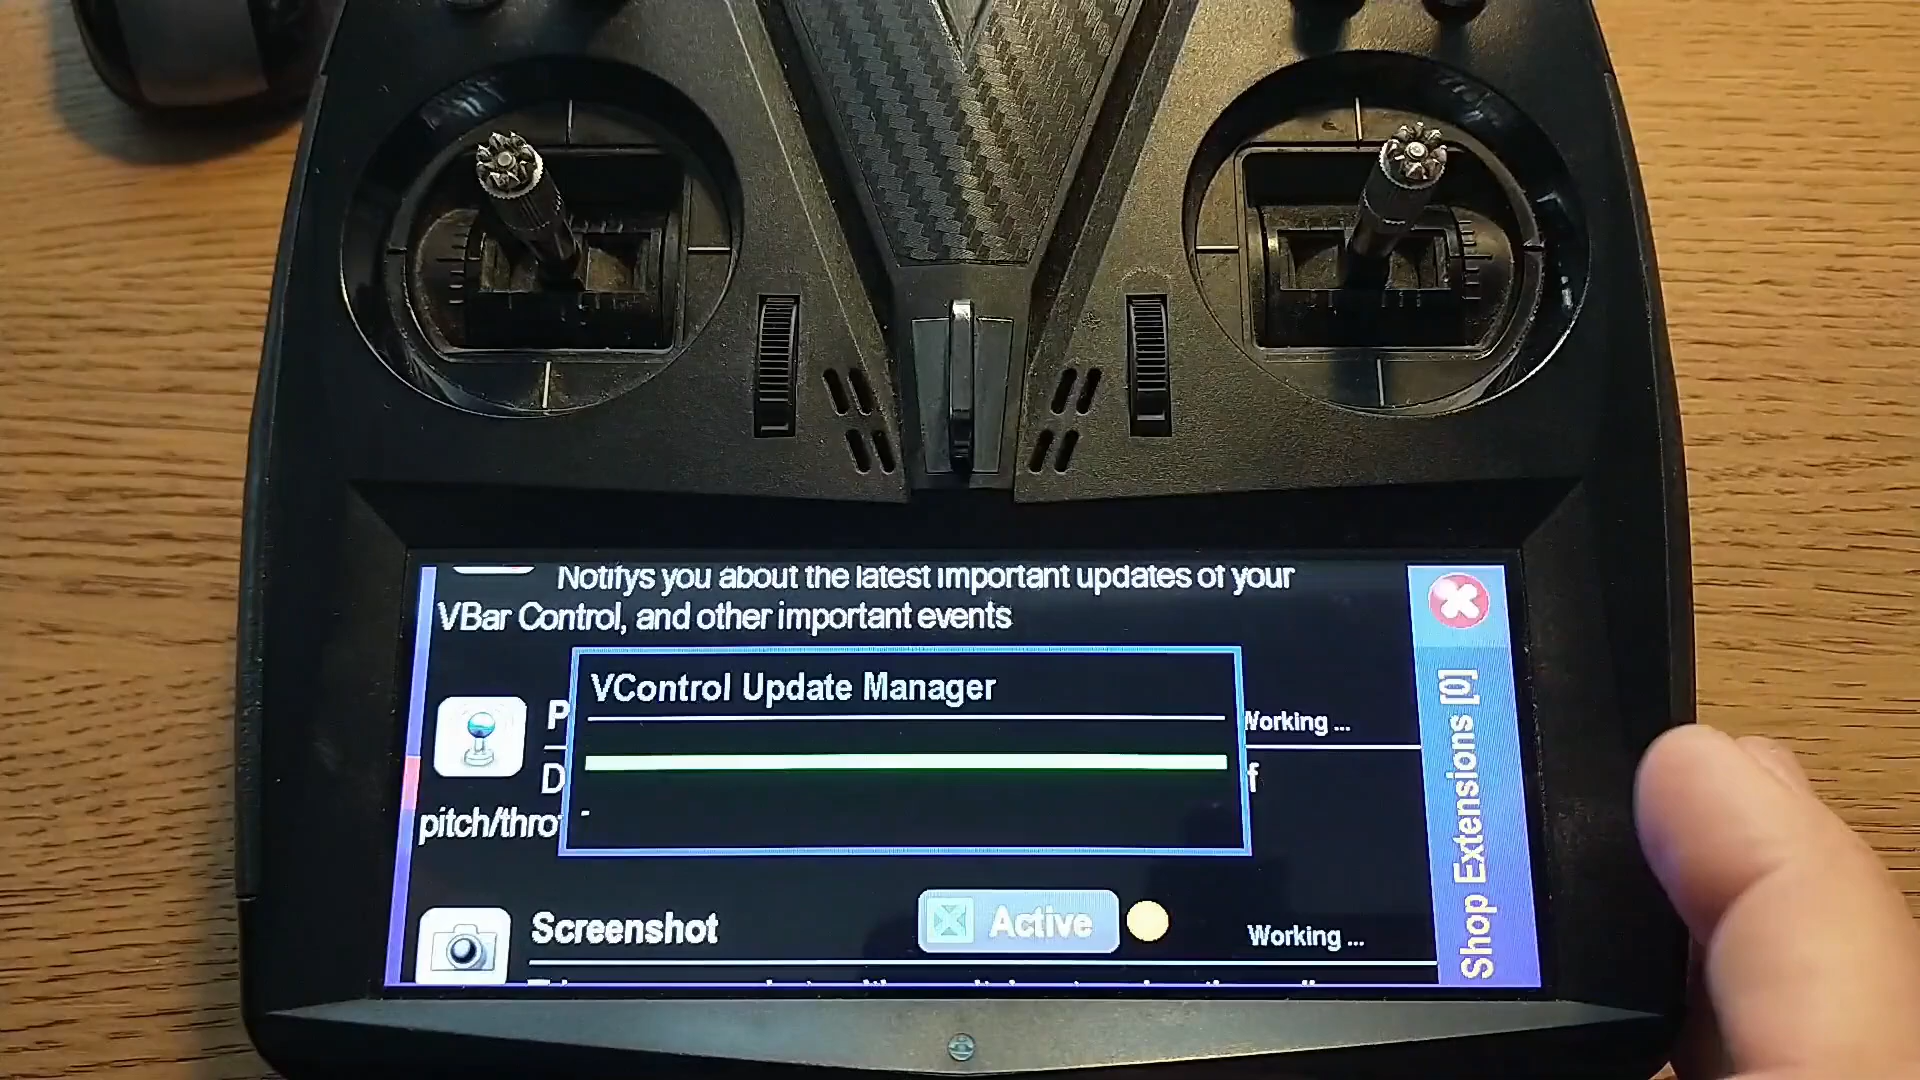 Notifys you about the latest important updates of your
VBar Control, and other important events
VControl Update Manager
P
Working ...
D
f
pitch/thro
-
Screenshot
Active
Working ...
Shop Extensions [0]